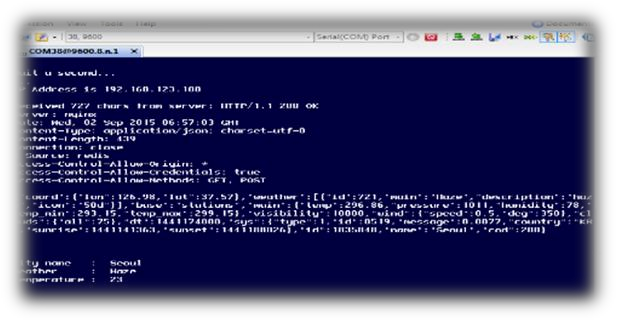 View Tools Help
38, 9600 Serial(COM) Port
COM38@9600.8.n.1
a second...
Address is 192.168.123.100
eceived 727 chars from server: HTTP/1.1 200 OK
erver: nginx
ate: Wed, 02 Sep 2015 06:57:03 GMT
ontent-Type: application/json; charset=utf-8
ontent-Length: 439
onnection: close
-Source: redis
ccess-Control-Allow-Origin: *
ccess-Control-Allow-Credentials: true
ccess-Control-Allow-Methods: GET, POST
coord":{"lon":126.98,"lat":37.57},"weather":[{"id":721,"main":"Haze","description":"haz
,"icon":"50d"}],"base":"stations","main":{"temp":296.86,"pressure":1011,"humidity":78,"
emp_min":293.15,"temp_max":299.15},"visibility":10000,"wind":{"speed":0.5,"deg":350},"cl
ds":{"all":75},"dt":1441174000,"sys":{"type":1,"id":8519,"message":0.0077,"country":"KR
"sunrise":1441141363,"sunset":1441188026},"id":1835848,"name":"Seoul","cod":200}
ity name : Seoul
eather : Haze
emperature : 23